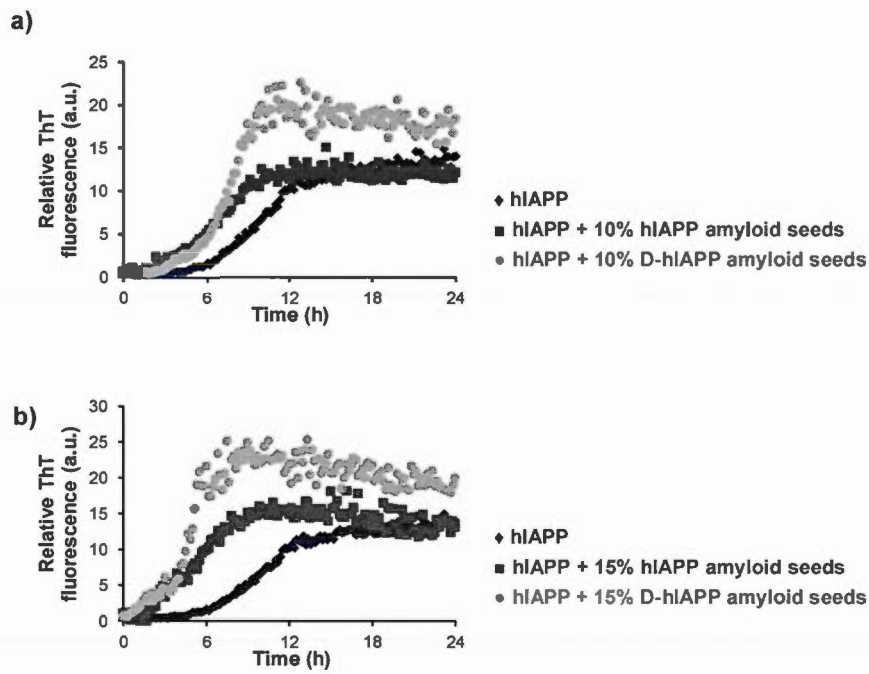 a)
Relative ThT
fluorescence (a.u.)
25
20
15
10
5
0
0 6 12 18 24
Time (h)
hIAPP
hIAPP + 10% hIAPP amyloid seeds
hIAPP + 10% D-hIAPP amyloid seeds
b)
Relative ThT
fluorescence (a.u.)
30
25
20
15
10
5
0
0 6 12 18 24
Time (h)
hIAPP
hIAPP + 15% hIAPP amyloid seeds
hIAPP + 15% D-hIAPP amyloid seeds